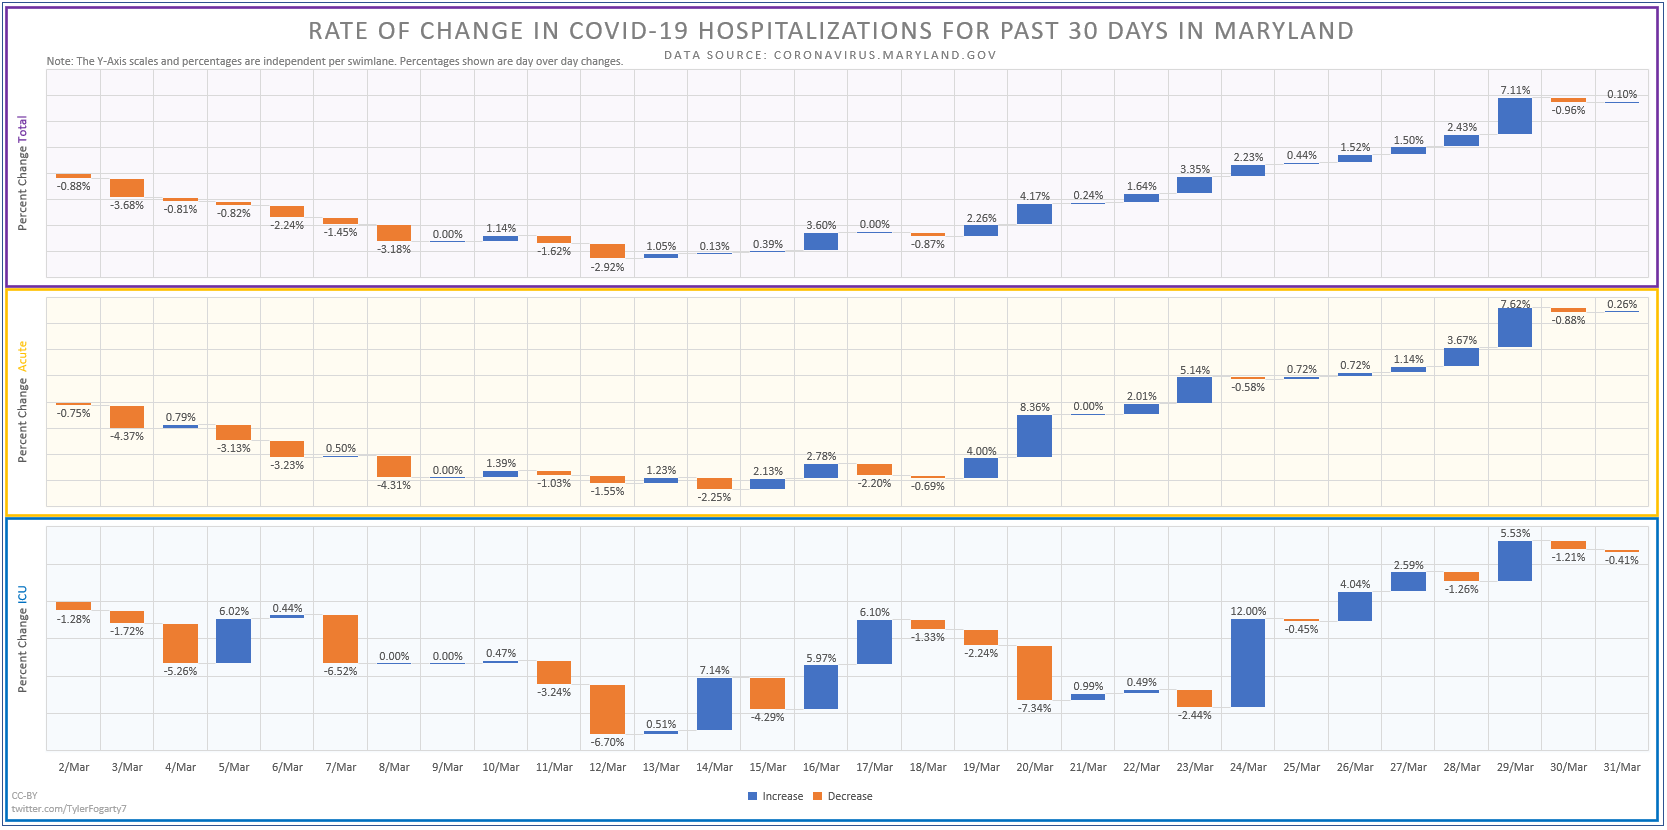 RATE OF CHANGE IN COVID-19 HOSPITALIZATIONS FOR PAST 30 DAYS IN MARYLAND
DATA SOURCE: CORONAVIRUS.MARYLAND.GOV
Note: The Y-Axis scales and percentages are independent per swimlane. Percentages shown are day over day changes.
Percent Change Total
-0.88% -3.68% -0.81% -0.82% -2.24% -1.45% -3.18% 0.00% 1.14% -1.62% -2.92% 1.05% 0.13% 0.39% 3.60% 0.00% -0.87% 2.26% 4.17% 0.24% 1.64% 3.35% 2.23% 0.44% 1.52% 1.50% 2.43% 7.11% -0.96% 0.10%
Percent Change Acute
-0.75% -4.37% 0.79% -3.13% -3.23% 0.50% -4.31% 0.00% 1.39% -1.03% -1.55% 1.23% -2.25% 2.13% 2.78% -2.20% -0.69% 4.00% 8.36% 0.00% 2.01% 5.14% -0.58% 0.72% 0.72% 1.14% 3.67% 7.62% -0.88% 0.26%
Percent Change ICU
-1.28% -1.72% -5.26% 6.02% 0.44% -6.52% 0.00% 0.00% 0.47% -3.24% -6.70% 0.51% 7.14% -4.29% 5.97% 6.10% -1.33% -2.24% -7.34% 0.99% 0.49% -2.44% 12.00% -0.45% 4.04% 2.59% -1.26% 5.53% -1.21% -0.41%
2/Mar 3/Mar 4/Mar 5/Mar 6/Mar 7/Mar 8/Mar 9/Mar 10/Mar 11/Mar 12/Mar 13/Mar 14/Mar 15/Mar 16/Mar 17/Mar 18/Mar 19/Mar 20/Mar 21/Mar 22/Mar 23/Mar 24/Mar 25/Mar 26/Mar 27/Mar 28/Mar 29/Mar 30/Mar 31/Mar
Increase Decrease
CC-BY
twitter.com/TylerFogarty7